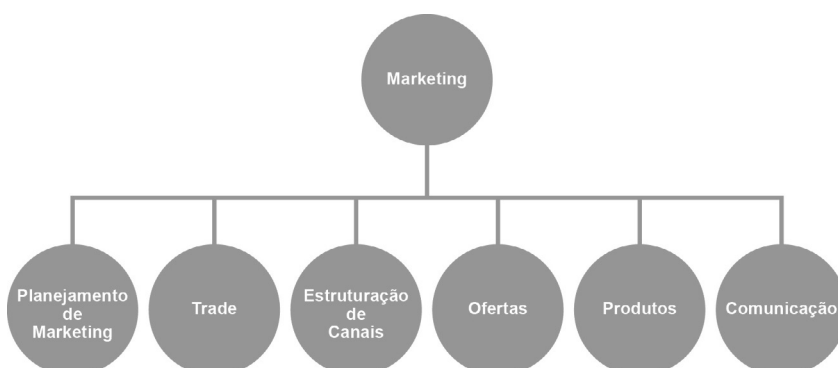 Marketing
Planejamento
de
Marketing
Trade
Estruturação
de
Canais
Ofertas
Produtos
Comunicação